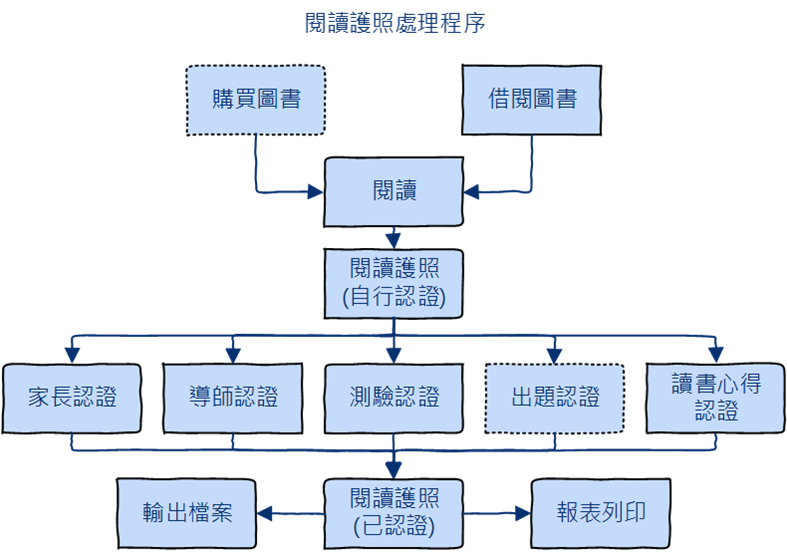 閱讀護照處理程序
購買圖書
借閱圖書
閱讀
閱讀護照
(自行認證)
家長認證
導師認證
測驗認證
出題認證
讀書心得
認證
輸出檔案
閱讀護照
(已認證)
報表列印